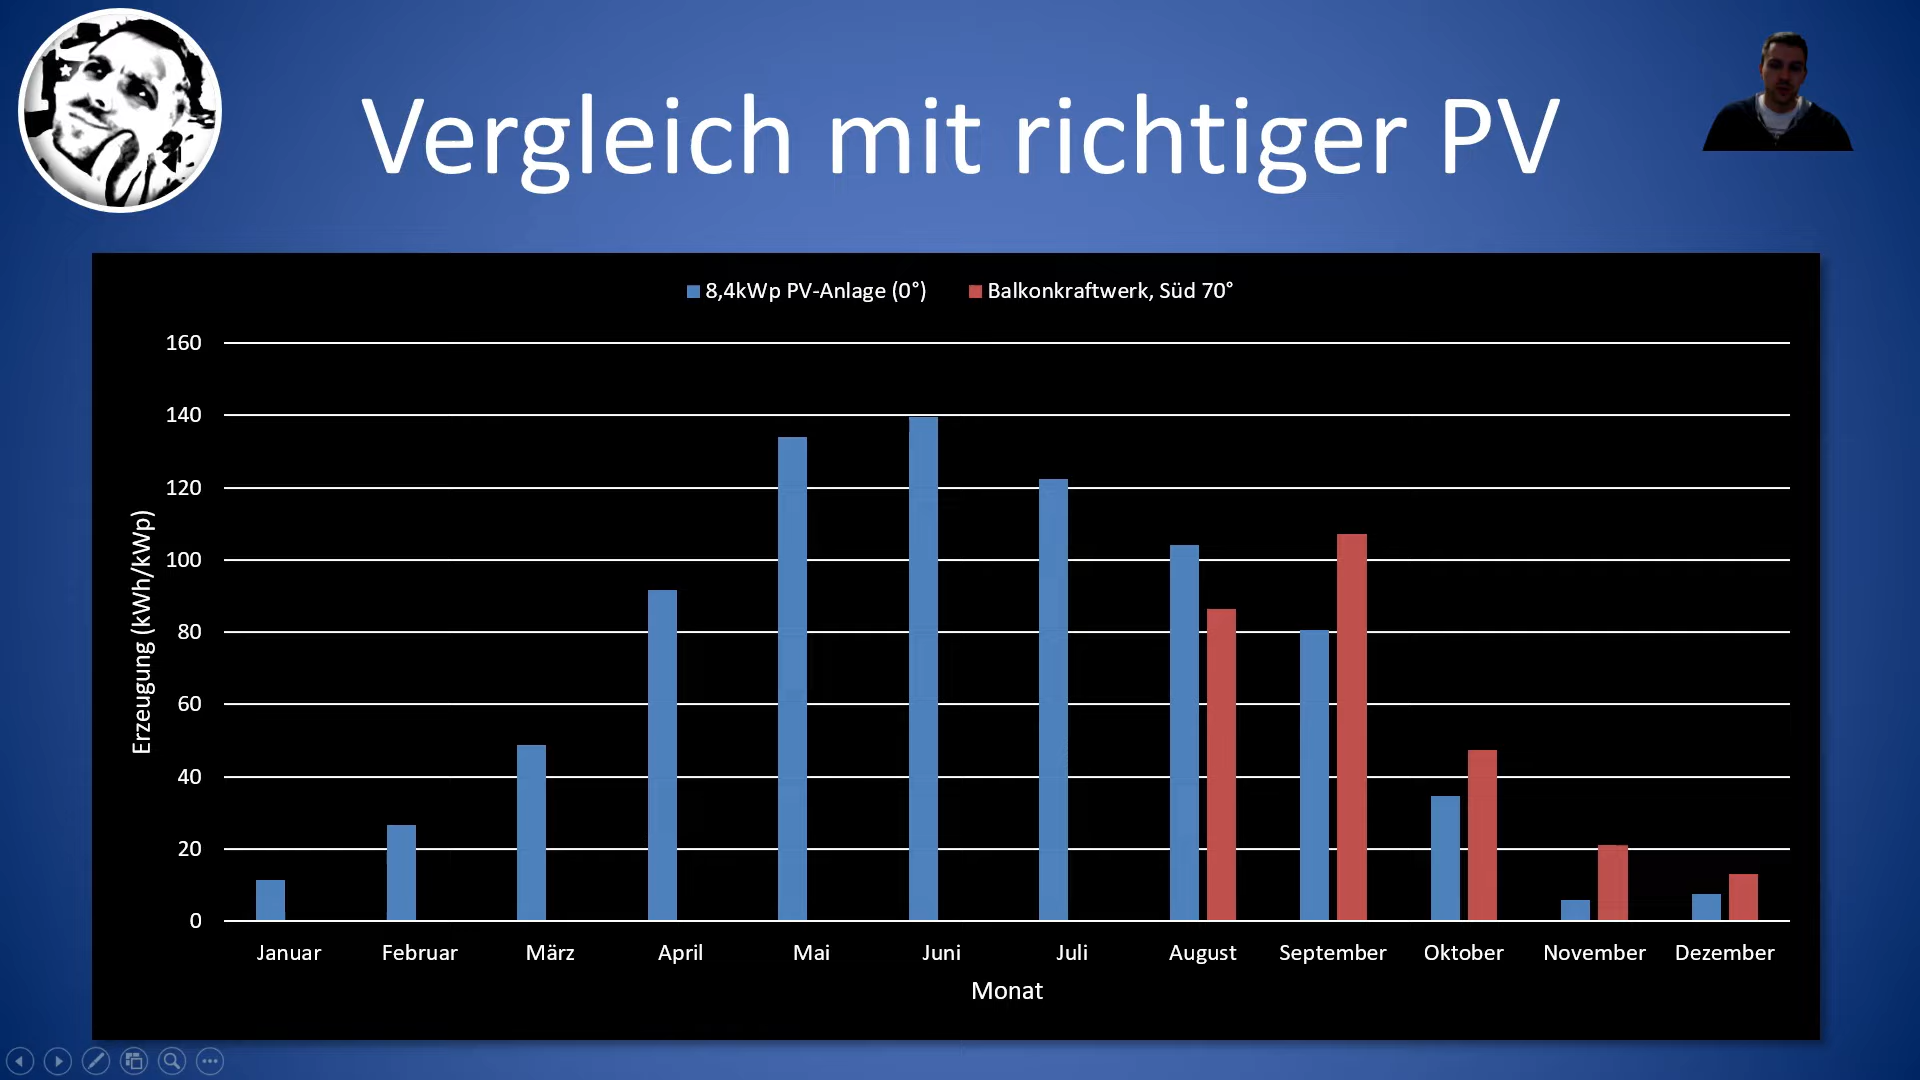 Vergleich mit richtiger PV
8,4kWp PV-Anlage (0°) Balkonkraftwerk, Süd 70°
160
140
120
100
80
60
40
20
0
Erzeugung (kWh/kWp)
Januar Februar März April Mai Juni Juli August September Oktober November Dezember
Monat